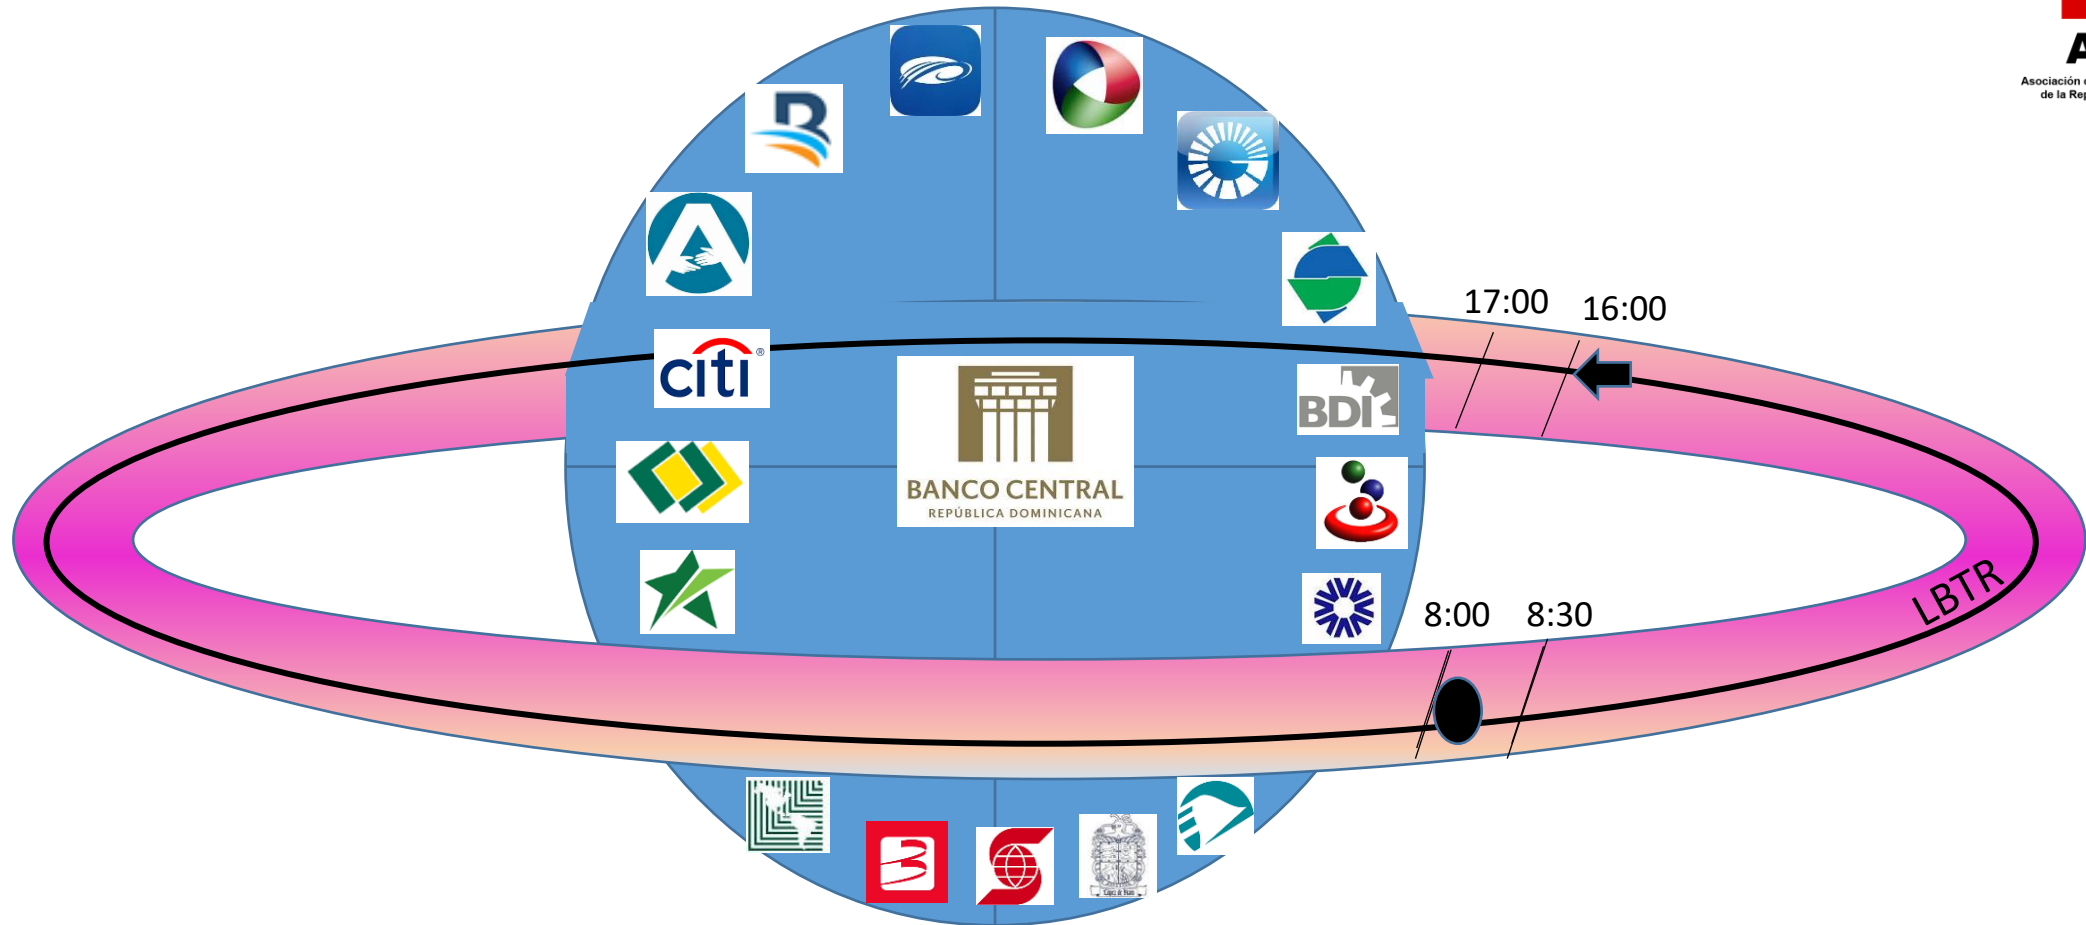 A
Asociación
de la Rep
17:00
16:00
citi®
BDI
BANCO CENTRAL
REPÚBLICA DOMINICANA
8:00
8:30
LBTR